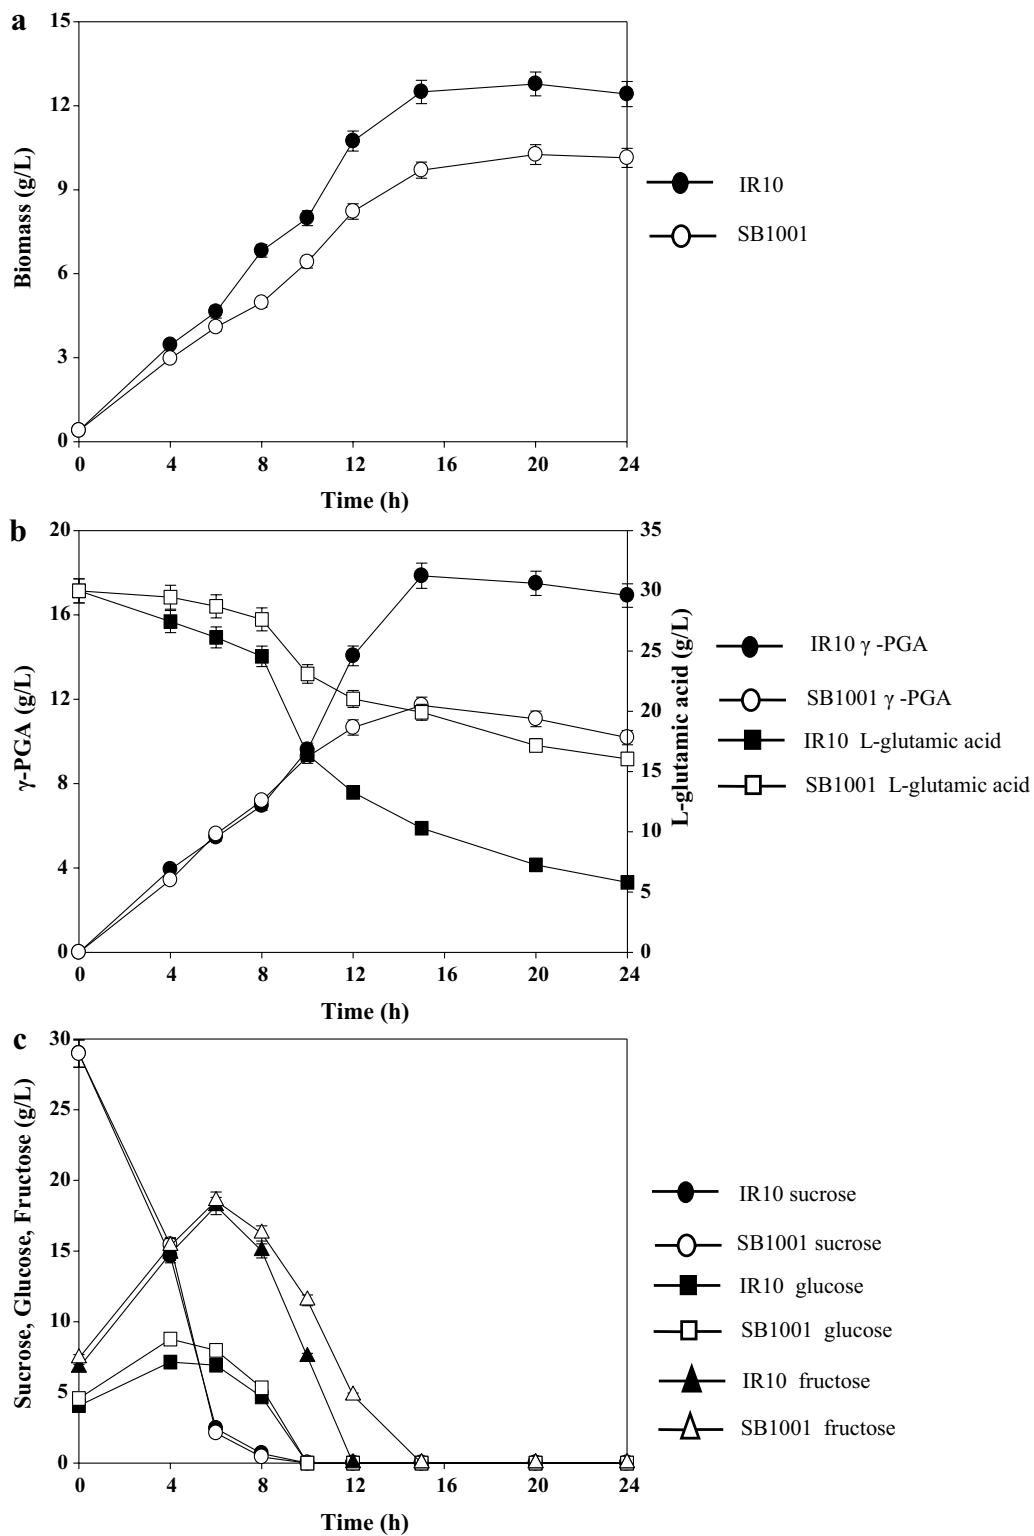 a
15
12
9
6
3
0
Biomass (g/L)
0 4 8 12 16 20 24
Time (h)
IR10
SB1001
b
20
16
12
8
4
0
γ-PGA (g/L)
35
30
25
20
15
10
5
0
L-glutamic acid (g/L)
0 4 8 12 16 20 24
Time (h)
IR10 γ -PGA
SB1001 γ -PGA
IR10 L-glutamic acid
SB1001 L-glutamic acid
c
30
25
20
15
10
5
0
Sucrose, Glucose, Fructose (g/L)
0 4 8 12 16 20 24
Time (h)
IR10 sucrose
SB1001 sucrose
IR10 glucose
SB1001 glucose
IR10 fructose
SB1001 fructose